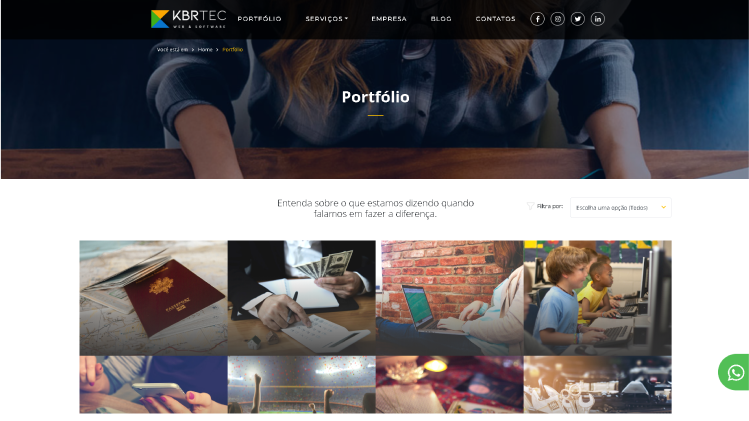 KBRTEC
WEB & SOFTWARE
PORTFÓLIO
SERVIÇOS
EMPRESA
BLOG
CONTATOS
Você está em > Home > Portfólio
Portfólio
Entenda sobre o que estamos dizendo quando
falamos em fazer a diferença.
Filtra por:
Escolha uma opção (Todos)